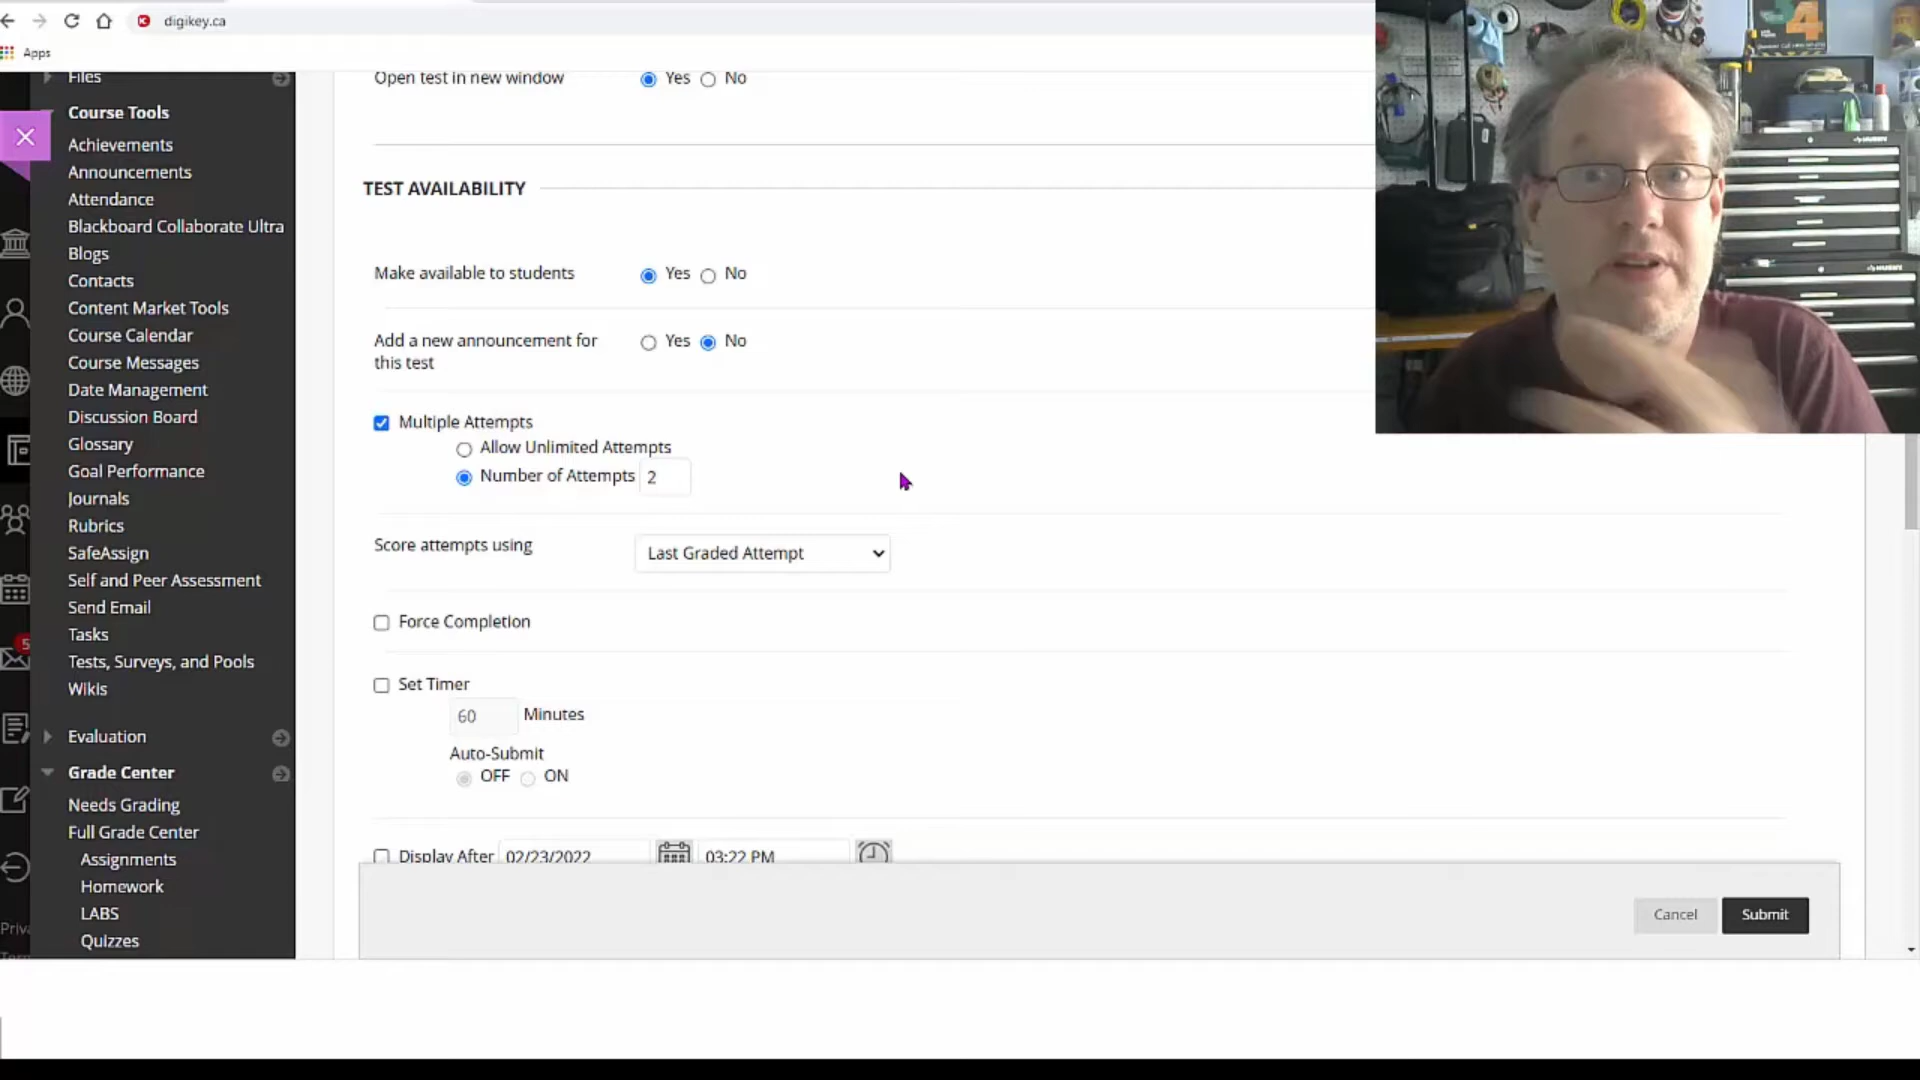 digikey.ca
Apps
Files
Course Tools
Achievements
Announcements
Attendance
Blackboard Collaborate Ultra
Blogs
Contacts
Content Market Tools
Course Calendar
Course Messages
Date Management
Discussion Board
Glossary
Goal Performance
Journals
Rubrics
SafeAssign
Self and Peer Assessment
Send Email
Tasks
Tests, Surveys, and Pools
Wikis
Evaluation
Grade Center
Needs Grading
Full Grade Center
Assignments
Homework
LABS
Quizzes
5
Priva
Open test in new window Yes No
TEST AVAILABILITY
Make available to students Yes No
Add a new announcement for Yes No
this test
Multiple Attempts
Allow Unlimited Attempts
Number of Attempts 2
Score attempts using Last Graded Attempt
Force Completion
Set Timer
60 Minutes
Auto-Submit
OFF ON
Display After 02/23/2022 03:22 PM
Cancel Submit
34